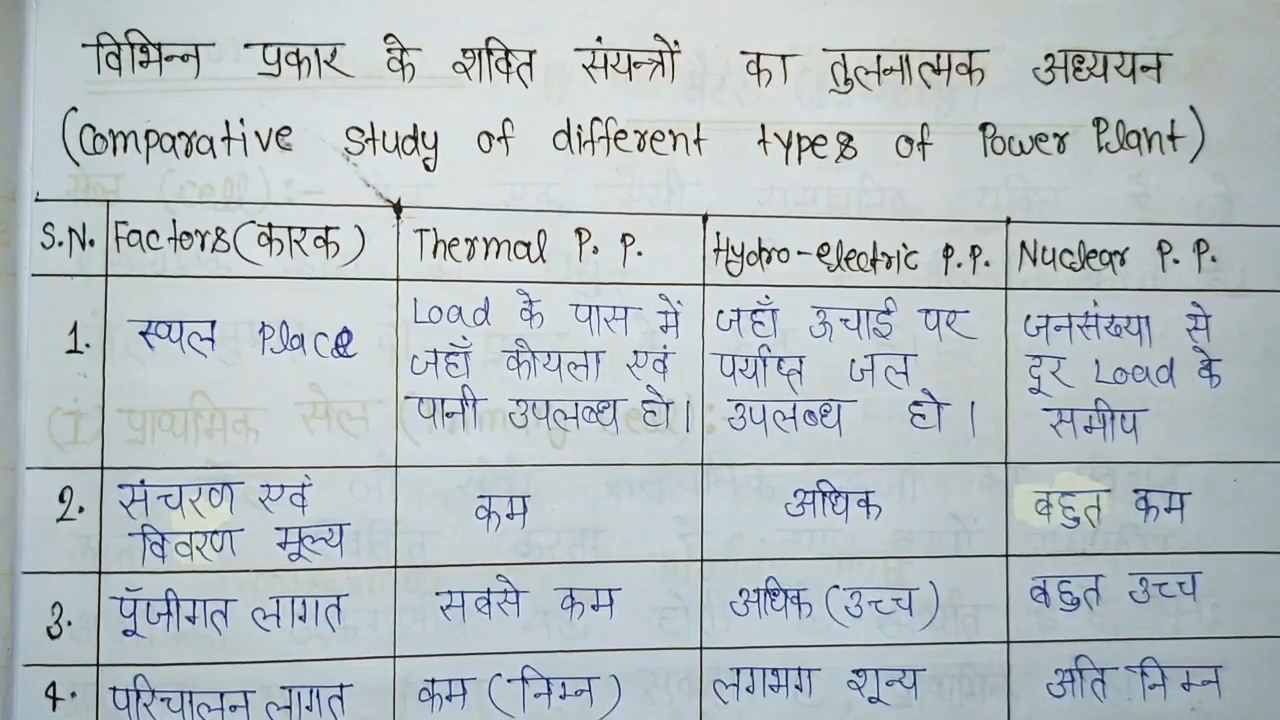 विभिन्न प्रकार के शक्ति संयन्त्रों का तुलनात्मक अध्ययन
(Comparative study of different types of Power Plant)
S.N. Factors (कारक) Thermal P. P. Hydro-electric P.P. Nuclear P. P.
1. स्थल Place
Load के पास में
जहाँ कोयला एवं
पानी उपलब्ध हो।
जहाँ ऊचाई पर
पर्याप्त जल
उपलब्ध हो।
जनसंख्या से
दूर Load के
समीप
2. संचरण एवं
विवरण मूल्य
कम
अधिक
बहुत कम
3. पूँजीगत लागत सबसे कम अधिक (उच्च) बहुत उच्च
4. परिचालन लागत कम (निम्न) लगभग शून्य अति निम्न